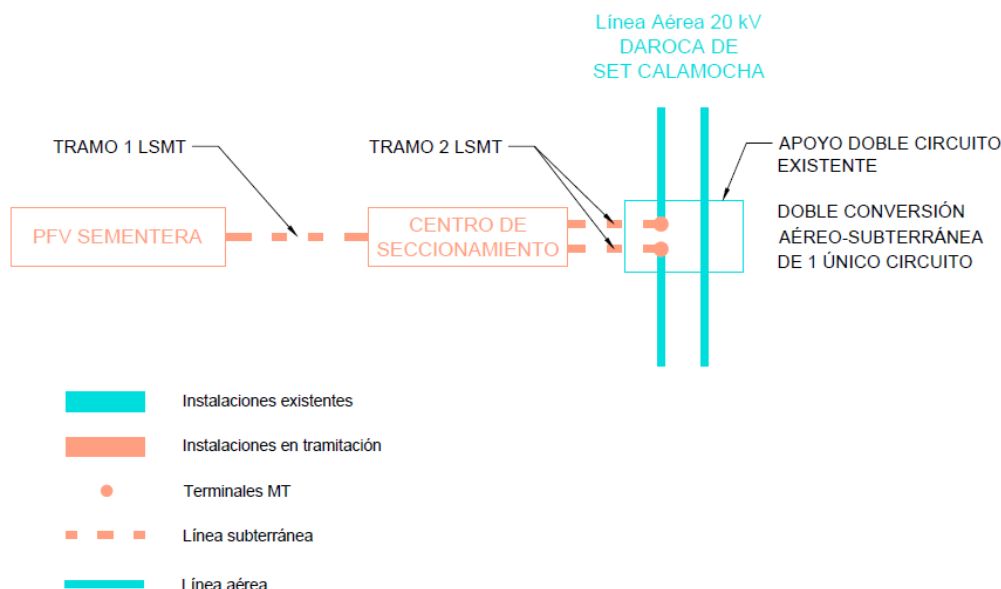 Línea Aérea 20 kV
DAROCA DE
SET CALAMOCHA
TRAMO 1 LSMT
TRAMO 2 LSMT
APOYO DOBLE CIRCUITO
EXISTENTE
PFV SEMENTERA
CENTRO DE
SECCIONAMIENTO
DOBLE CONVERSIÓN
AÉREO-SUBTERRÁNEA
DE 1 ÚNICO CIRCUITO
Instalaciones existentes
Instalaciones en tramitación
Terminales MT
Línea subterránea
Línea aérea